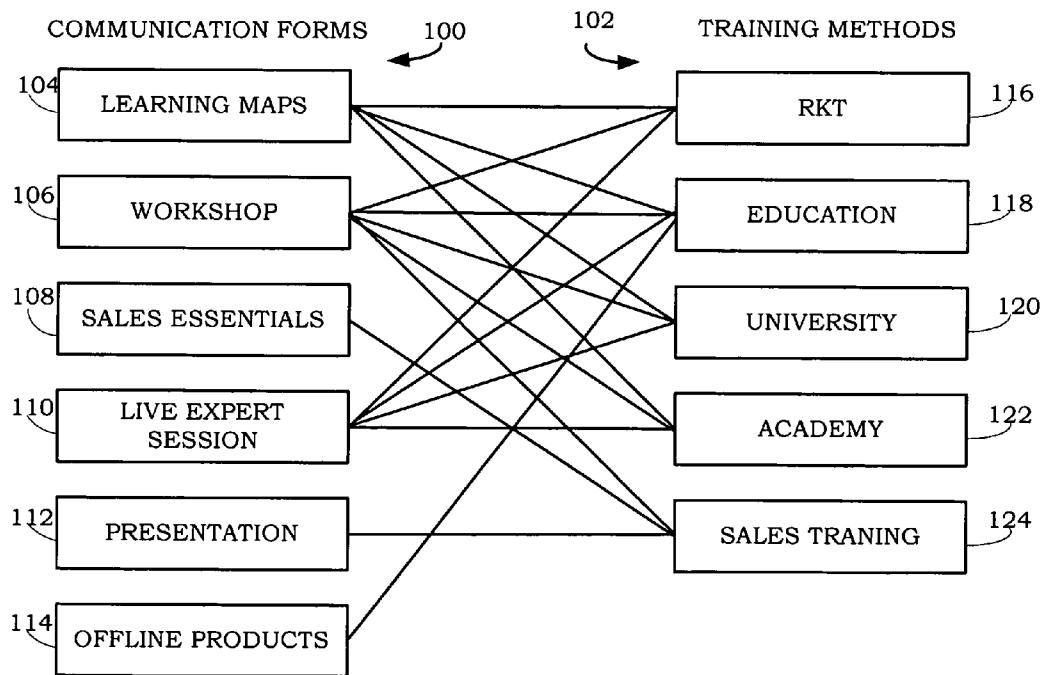 COMMUNICATION FORMS
100
102
TRAINING METHODS
104
LEARNING MAPS
RKT
116
106
WORKSHOP
EDUCATION
118
108
SALES ESSENTIALS
UNIVERSITY
120
110
LIVE EXPERT
SESSION
ACADEMY
122
112
PRESENTATION
SALES TRANING
124
114
OFFLINE PRODUCTS